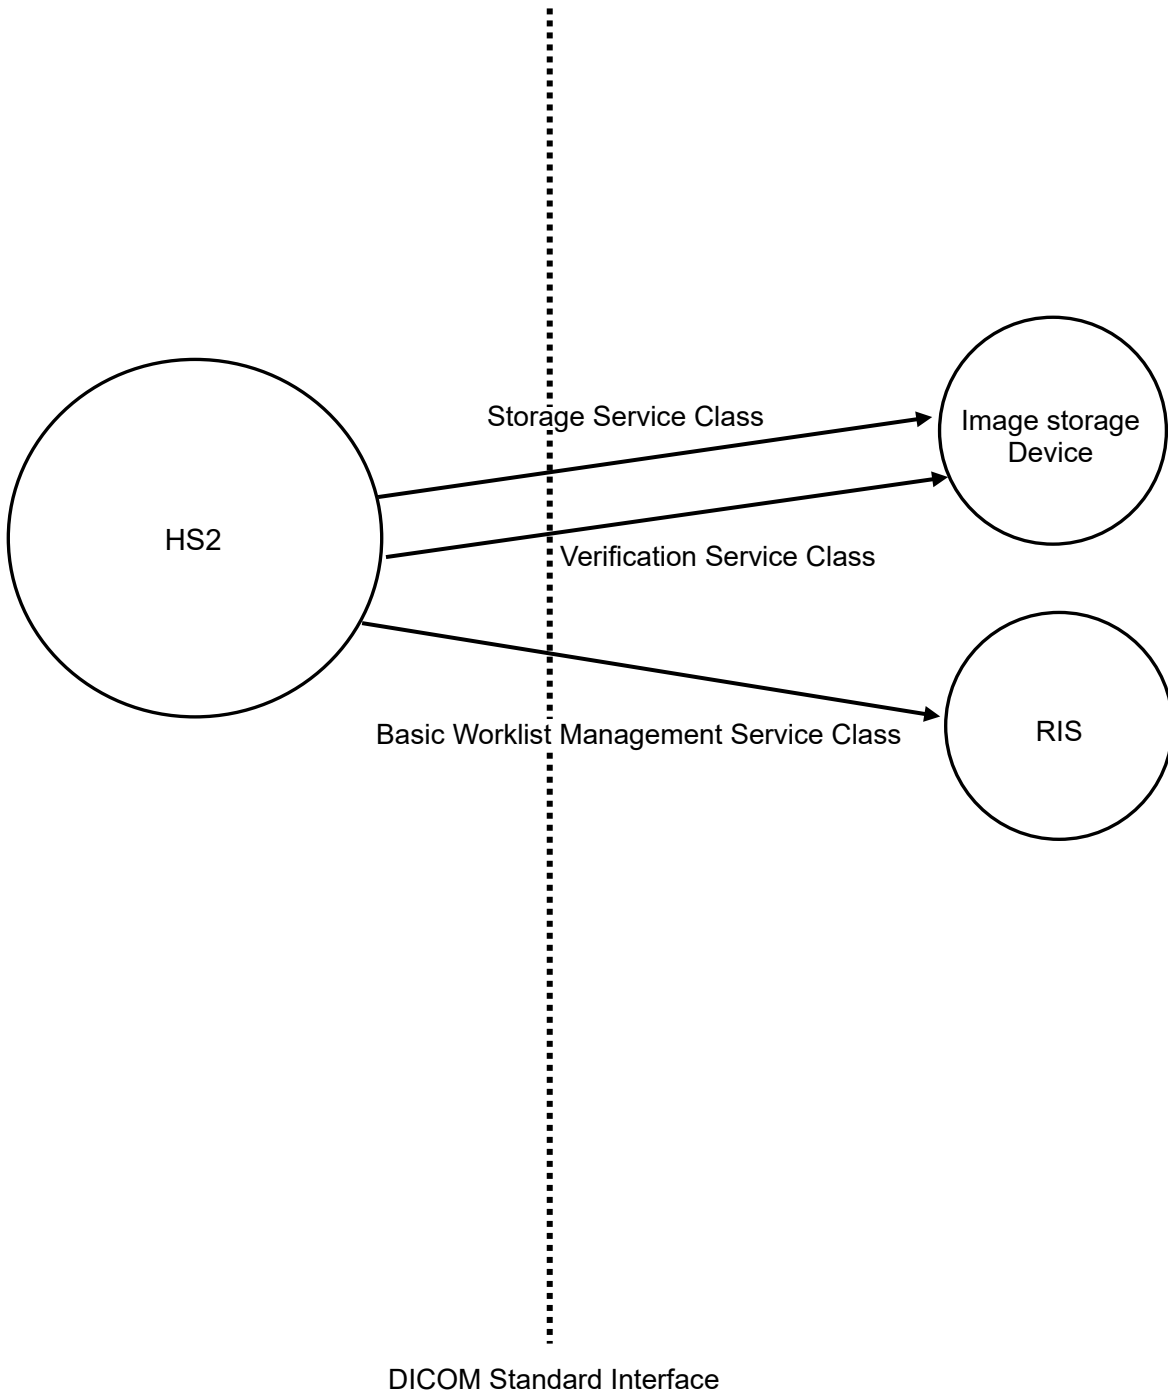 Storage Service Class
Image storage
Device
HS2
Verification Service Class
RIS
Basic Worklist Management Service Class
DICOM Standard Interface